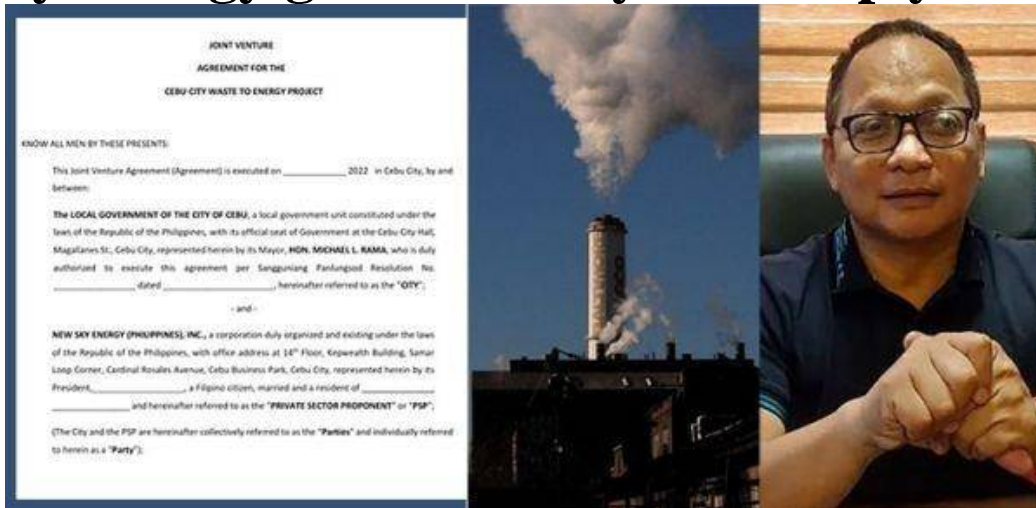 JOINT VENTURE
AGREEMENT FOR THE
CEBU CITY WASTE TO ENERGY PROJECT
KNOW ALL MEN BY THESE PRESENTS:
This Joint Venture Agreement (Agreement) is executed on _______________ 2022 in Cebu City, by and
between:
The LOCAL GOVERNMENT OF THE CITY OF CEBU, a local government unit constituted under the
laws of the Republic of the Philippines, with its official seat of Government at the Cebu City Hall,
Magallanes St., Cebu City, represented herein by its Mayor, HON. MICHAEL L. RAMA, who is duly
authorized to execute this agreement per Sangguniang Panlungsod Resolution No.
_______________ dated _______________, hereinafter referred to as the "CITY";
- and -
NEW SKY ENERGY (PHILIPPINES), INC., a corporation duly organized and existing under the laws
of the Republic of the Philippines, with office address at 14th Floor, Kepwealth Building, Samar
Loop Corner, Cardinal Rosales Avenue, Cebu Business Park, Cebu City, represented herein by its
President,_______________, a Filipino citizen, married and a resident of _______________
_______________ and hereinafter referred to as the "PRIVATE SECTOR PROPONENT" or "PSP";
(The City and the PSP are hereinafter collectively referred to as the "Parties" and individually referred
to herein as a "Party");